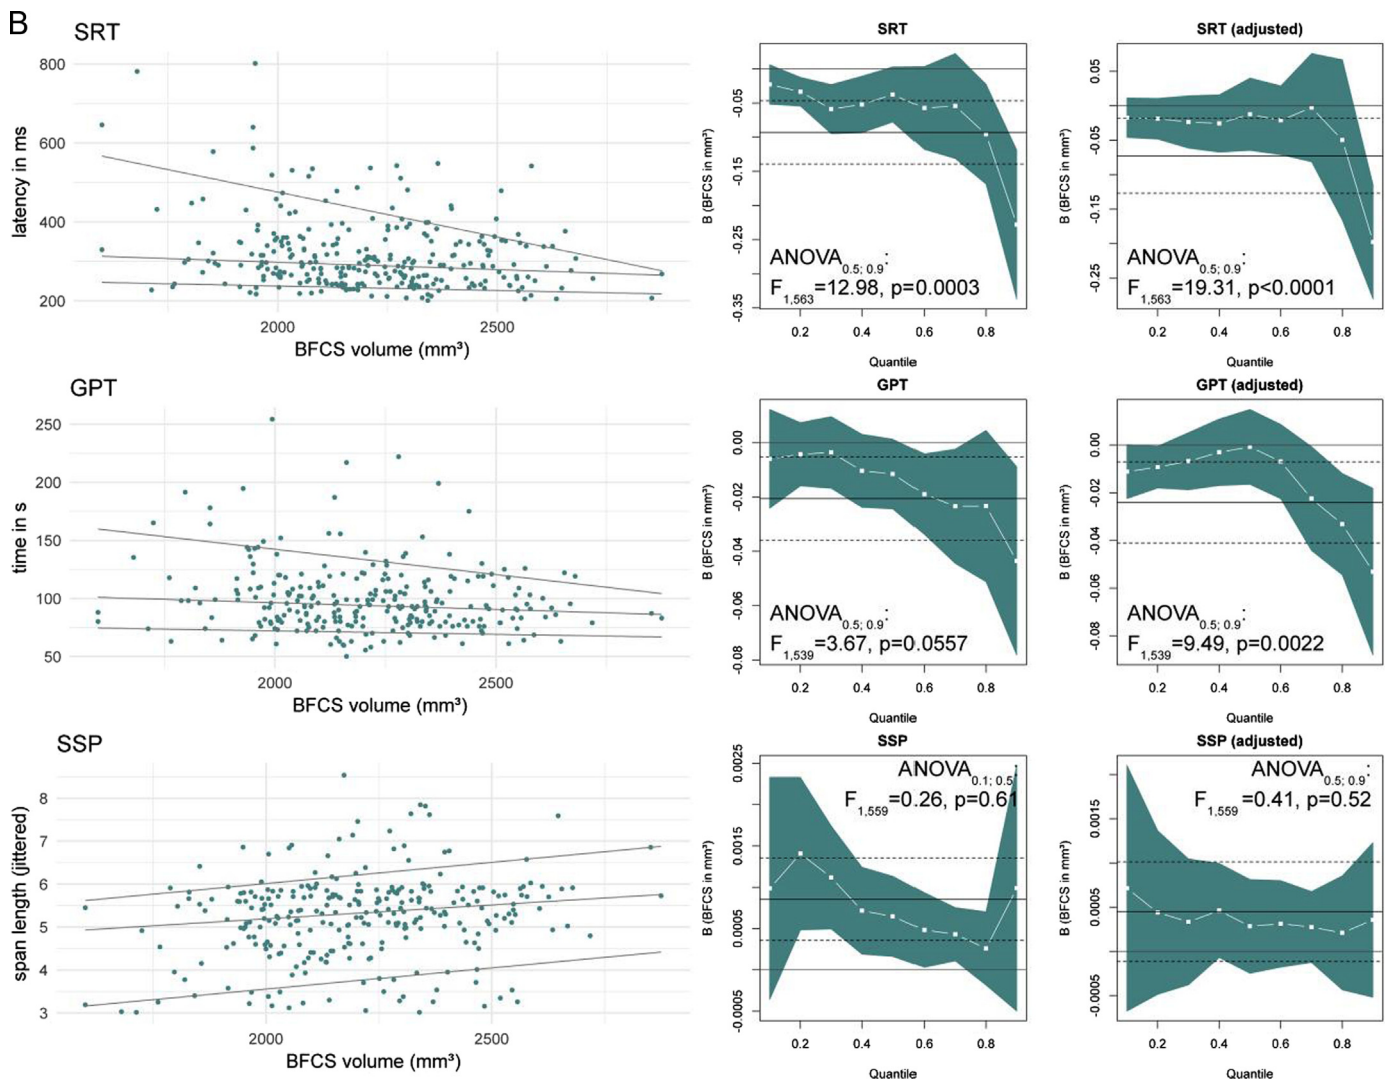 B
SRT
800
600
400
200
latency in ms
2000
2500
BFCS volume (mm³)
SRT
-0.05
-0.15
-0.25
-0.35
B (BFCS in mm³)
ANOVA0.5; 0.9:
F1,563=12.98, p=0.0003
0.2
0.4
0.6
0.8
Quantile
SRT (adjusted)
0.05
-0.05
-0.15
-0.25
B (BFCS in mm³)
ANOVA0.5; 0.9:
F1,563=19.31, p<0.0001
0.2
0.4
0.6
0.8
Quantile
GPT
250
200
150
100
50
time in s
2000
2500
BFCS volume (mm³)
GPT
0.00
-0.02
-0.04
-0.06
-0.08
B (BFCS in mm³)
ANOVA0.5; 0.9:
F1,539=3.67, p=0.0557
0.2
0.4
0.6
0.8
Quantile
GPT (adjusted)
0.00
-0.02
-0.04
-0.06
-0.08
B (BFCS in mm³)
ANOVA0.5; 0.9:
F1,539=9.49, p=0.0022
0.2
0.4
0.6
0.8
Quantile
SSP
8
7
6
5
4
3
span length (jittered)
2000
2500
BFCS volume (mm³)
SSP
0.0025
0.0015
0.0005
-0.0005
B (BFCS in mm³)
ANOVA0.1; 0.5:
F1,559=0.26, p=0.61
0.2
0.4
0.6
0.8
Quantile
SSP (adjusted)
0.0015
0.0005
-0.0005
B (BFCS in mm³)
ANOVA0.5; 0.9:
F1,559=0.41, p=0.52
0.2
0.4
0.6
0.8
Quantile